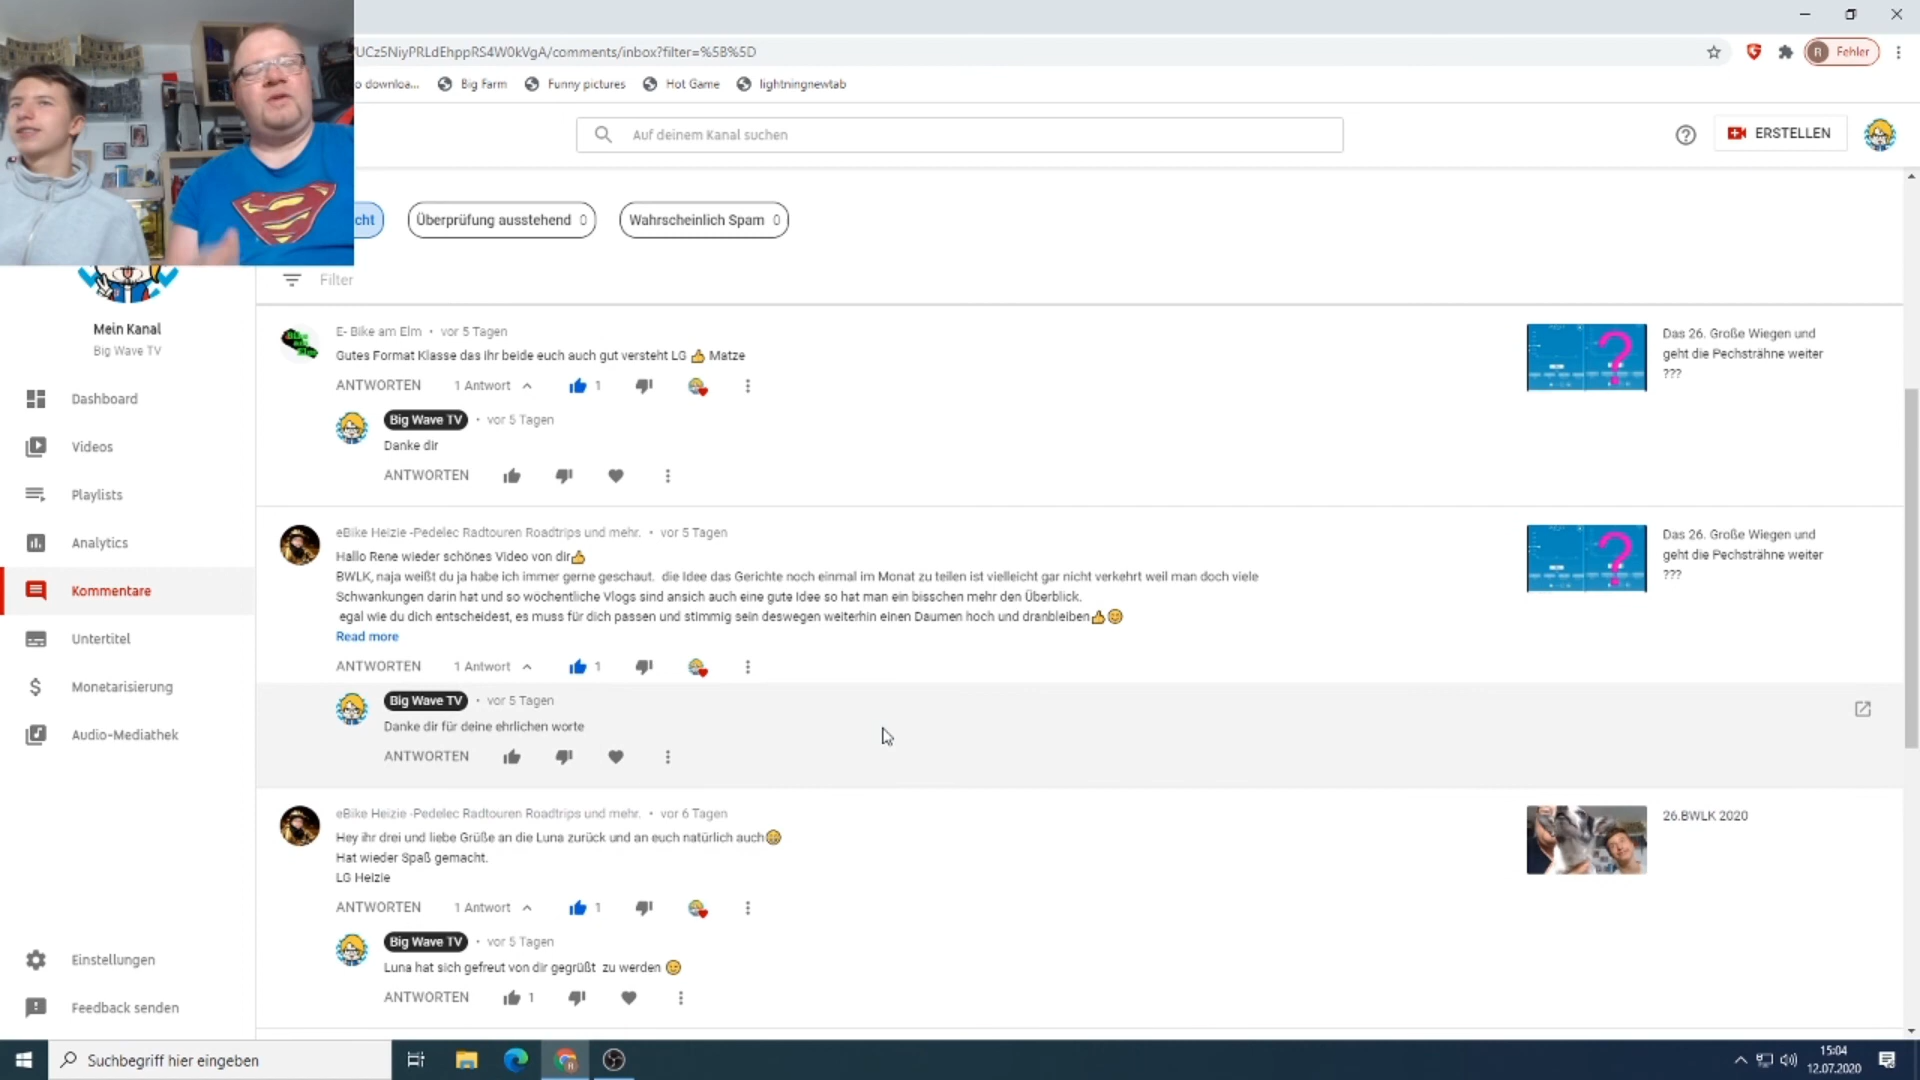 UCz5NiyPRLdEhppRS4W0kVgA/comments/inbox?filter=%5B%5D
Fehler
o downloa...
Big Farm
Funny pictures
Hot Game
lightningnewtab
Auf deinem Kanal suchen
ERSTELLEN
cht
Überprüfung ausstehend 0
Wahrscheinlich Spam 0
Filter
Mein Kanal
Big Wave TV
Dashboard
Videos
Playlists
Analytics
Kommentare
Untertitel
Monetarisierung
Audio-Mediathek
Einstellungen
Feedback senden
E- Bike am Elm • vor 5 Tagen
Gutes Format Klasse das ihr beide euch auch gut versteht LG 👍 Matze
ANTWORTEN 1 Antwort 1
Big Wave TV • vor 5 Tagen
Danke dir
ANTWORTEN
Das 26. Große Wiegen und
geht die Pechsträhne weiter
???
eBike Heizie -Pedelec Radtouren Roadtrips und mehr. • vor 5 Tagen
Hallo Rene wieder schönes Video von dir👍
BWLK, naja weißt du ja habe ich immer gerne geschaut. die Idee das Gerichte noch einmal im Monat zu teilen ist vielleicht gar nicht verkehrt weil man doch viele
Schwankungen darin hat und so wöchentliche Vlogs sind ansich auch eine gute Idee so hat man ein bisschen mehr den Überblick.
egal wie du dich entscheidest, es muss für dich passen und stimmig sein deswegen weiterhin einen Daumen hoch und dranbleiben👍😊
Read more
ANTWORTEN 1 Antwort 1
Big Wave TV • vor 5 Tagen
Danke dir für deine ehrlichen worte
ANTWORTEN
Das 26. Große Wiegen und
geht die Pechsträhne weiter
???
eBike Heizie -Pedelec Radtouren Roadtrips und mehr. • vor 6 Tagen
Hey ihr drei und liebe Grüße an die Luna zurück und an euch natürlich auch😊
Hat wieder Spaß gemacht.
LG Heizie
ANTWORTEN 1 Antwort 1
Big Wave TV • vor 5 Tagen
Luna hat sich gefreut von dir gegrüßt zu werden 😊
ANTWORTEN 1
26.BWLK 2020
Suchbegriff hier eingeben
15:04
12.07.2020